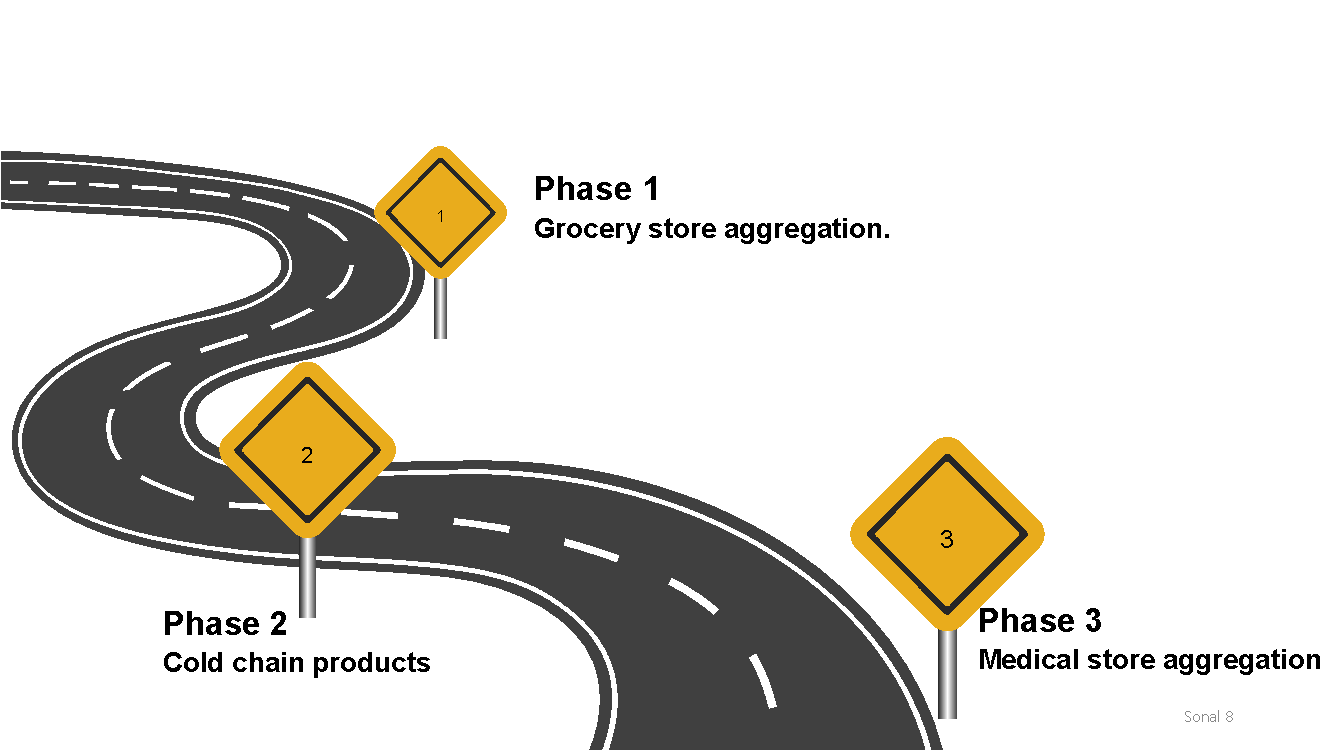 1
Phase 1
Grocery store aggregation.
2
Phase 2
Cold chain products
3
Phase 3
Medical store aggregation
Sonal 8